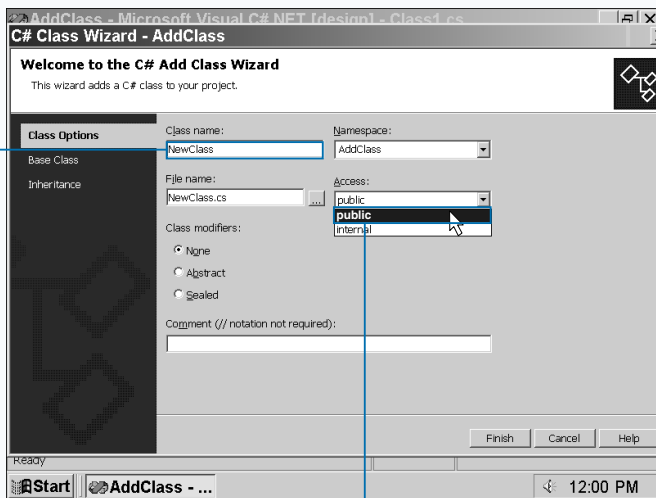 AddClass - Microsoft Visual C#.NET [design] - Class1.cs
C# Class Wizard - AddClass
Welcome to the C# Add Class Wizard
This wizard adds a C# class to your project.
Class Options
Base Class
Inheritance
Class name:
NewClass
Namespace:
AddClass
File name:
NewClass.cs
...
Access:
public
public
internal
Class modifiers:
None
Abstract
Sealed
Comment (// notation not required):
Finish
Cancel
Help
Ready
Start
AddClass - ...
12:00 PM